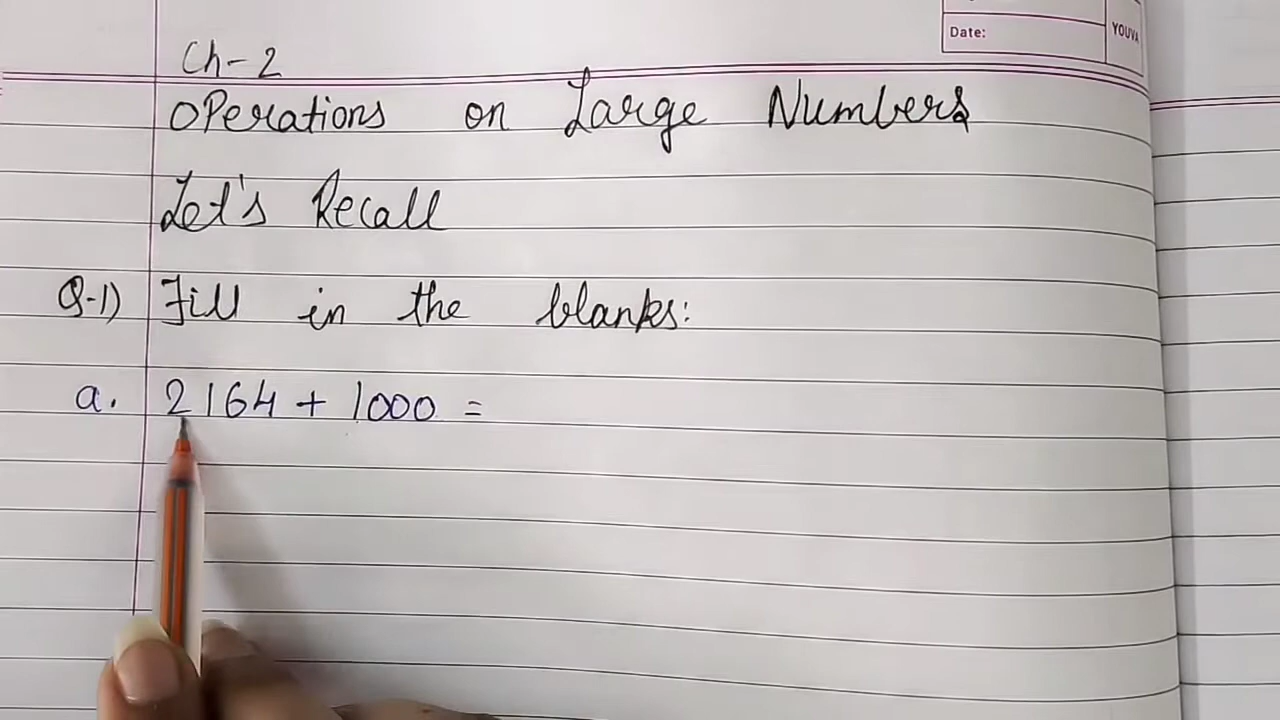 Date:
YOUVA
Ch-2
Operations on Large Numbers
Let's Recall
Q-1) Fill in the blanks:
a. 2164 + 1000 =